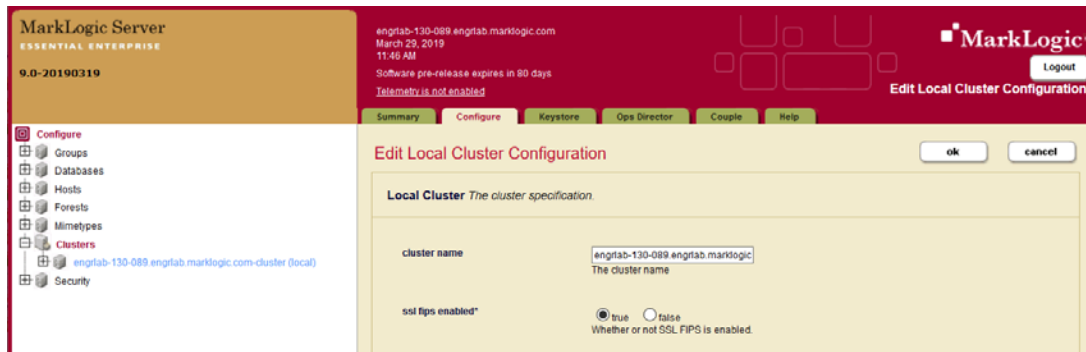 MarkLogic Server
ESSENTIAL ENTERPRISE
9.0-20190319
engrlab-130-089.engrlab.marklogic.com
March 29, 2019
11:46 AM
Software pre-release expires in 80 days
Telemetry is not enabled
MarkLogic
Logout
Edit Local Cluster Configuration
Summary Configure Keystore Ops Director Couple Help
Configure
Groups
Databases
Hosts
Forests
Mimetypes
Clusters
engrlab-130-089.engrlab.marklogic.com-cluster (local)
Security
Edit Local Cluster Configuration
ok cancel
Local Cluster The cluster specification.
cluster name engrlab-130-089.engrlab.marklogic
The cluster name
ssl fips enabled* true false
Whether or not SSL FIPS is enabled.